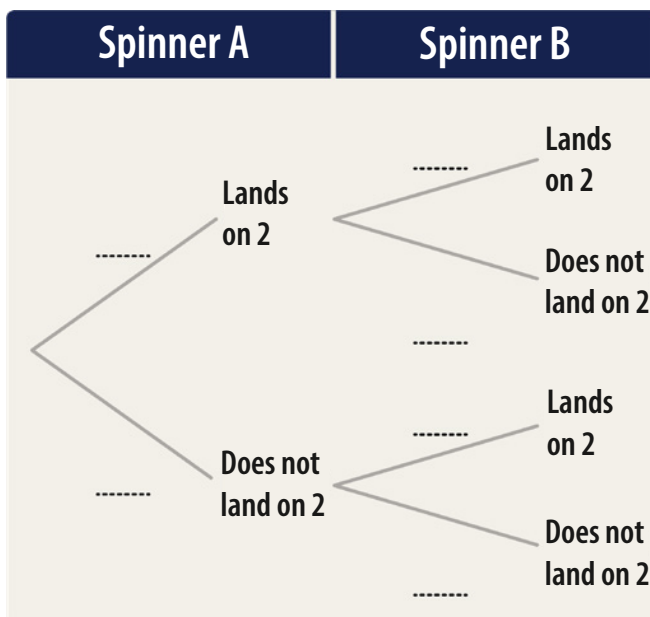 Spinner A
Spinner B
Lands
on 2
Lands
on 2
Does not
land on 2
Does not
land on 2
Lands
on 2
Does not
land on 2